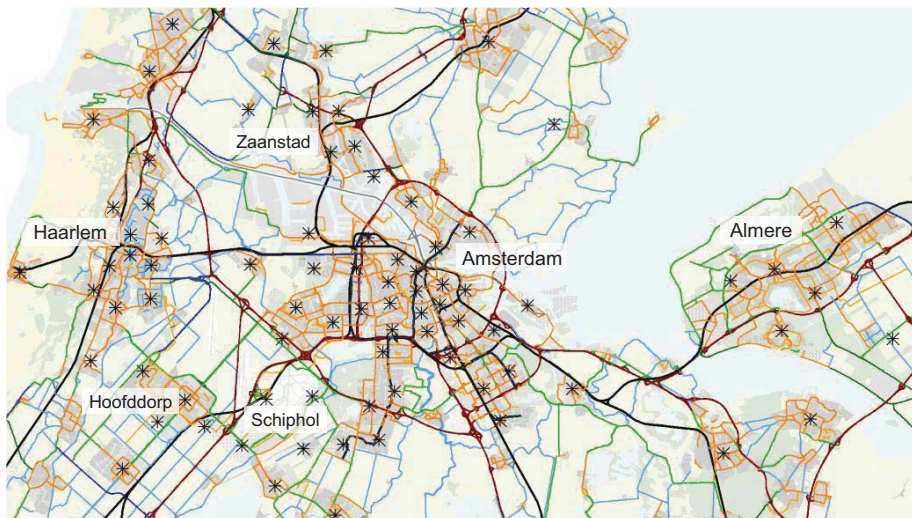 Zaanstad
Haarlem
Amsterdam
Almere
Hoofddorp
Schiphol